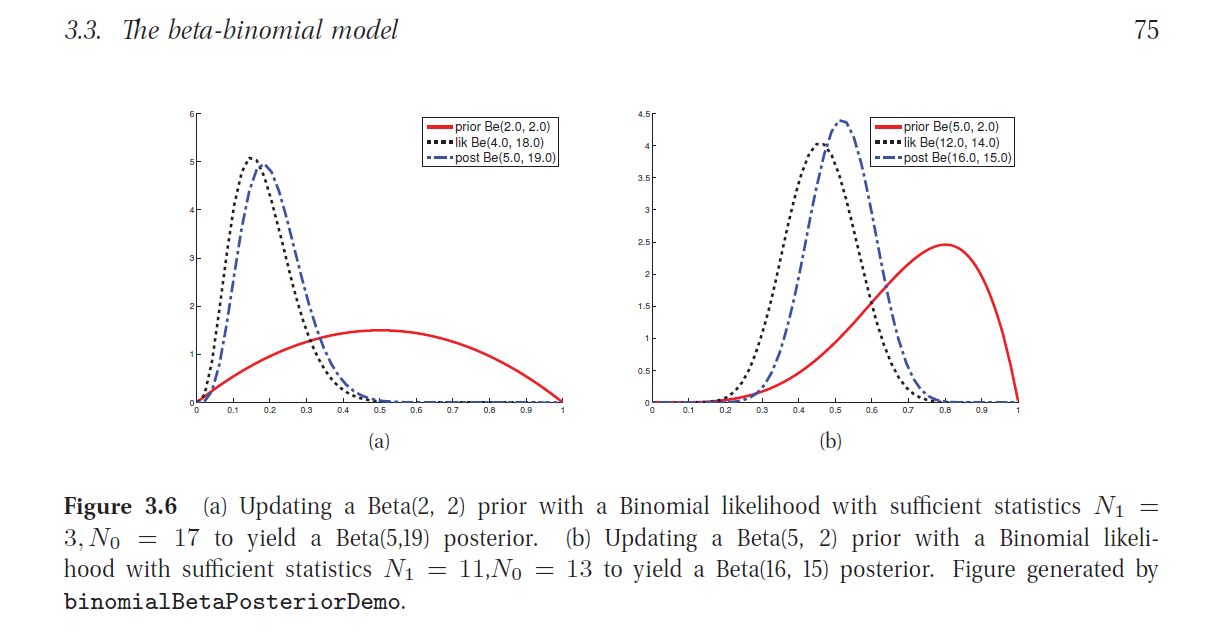 3.3. The beta-binomial model 75
6
5
4
3
2
1
0
0 0.1 0.2 0.3 0.4 0.5 0.6 0.7 0.8 0.9 1
prior Be(2.0, 2.0)
lik Be(4.0, 18.0)
post Be(5.0, 19.0)
(a)
4.5
4
3.5
3
2.5
2
1.5
1
0.5
0
0 0.1 0.2 0.3 0.4 0.5 0.6 0.7 0.8 0.9 1
prior Be(5.0, 2.0)
lik Be(12.0, 14.0)
post Be(16.0, 15.0)
(b)
Figure 3.6 (a) Updating a Beta(2, 2) prior with a Binomial likelihood with sufficient statistics N₁ =
3, N₀ = 17 to yield a Beta(5,19) posterior. (b) Updating a Beta(5, 2) prior with a Binomial likeli-
hood with sufficient statistics N₁ = 11,N₀ = 13 to yield a Beta(16, 15) posterior. Figure generated by
binomialBetaPosteriorDemo.